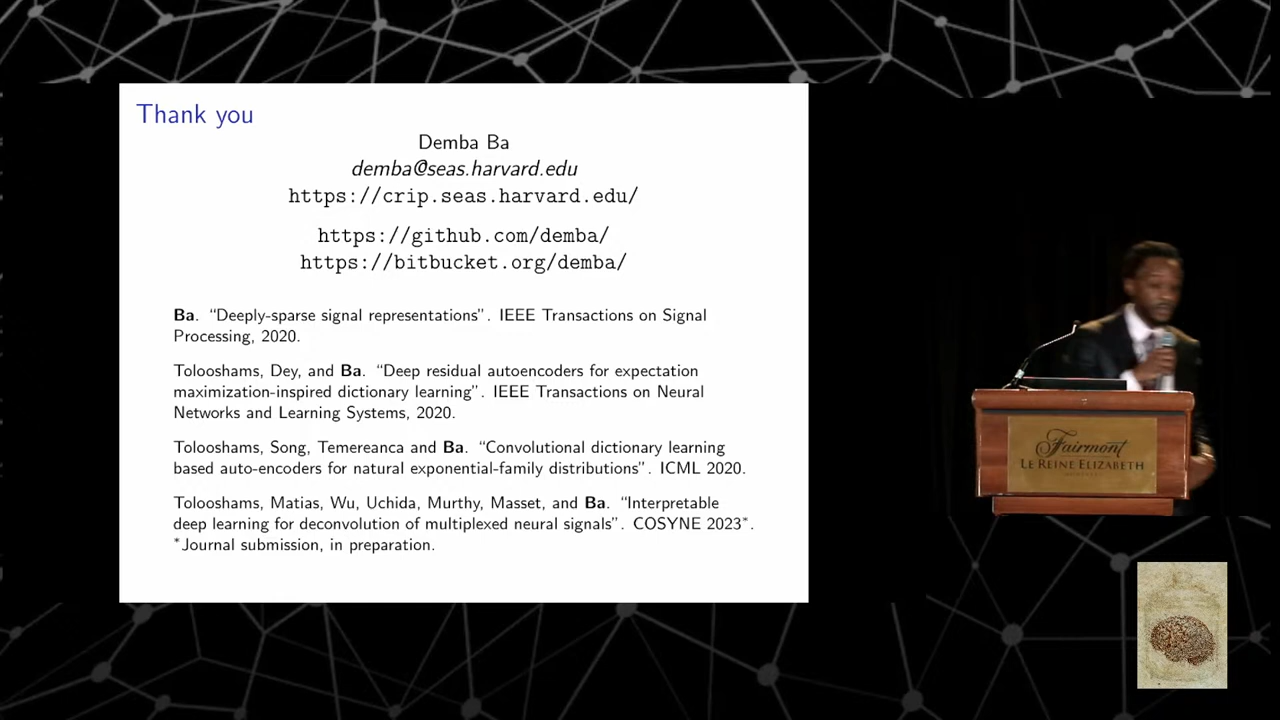 Thank you
Demba Ba
demba@seas.harvard.edu
https://crip.seas.harvard.edu/
https://github.com/demba/
https://bitbucket.org/demba/
Ba. “Deeply-sparse signal representations”. IEEE Transactions on Signal
Processing, 2020.
Tolooshams, Dey, and Ba. “Deep residual autoencoders for expectation
maximization-inspired dictionary learning”. IEEE Transactions on Neural
Networks and Learning Systems, 2020.
Tolooshams, Song, Temereanca and Ba. “Convolutional dictionary learning
based auto-encoders for natural exponential-family distributions”. ICML 2020.
Tolooshams, Matias, Wu, Uchida, Murthy, Masset, and Ba. “Interpretable
deep learning for deconvolution of multiplexed neural signals”. COSYNE 2023*.
*Journal submission, in preparation.
Fairmont
LE REINE ELIZABETH